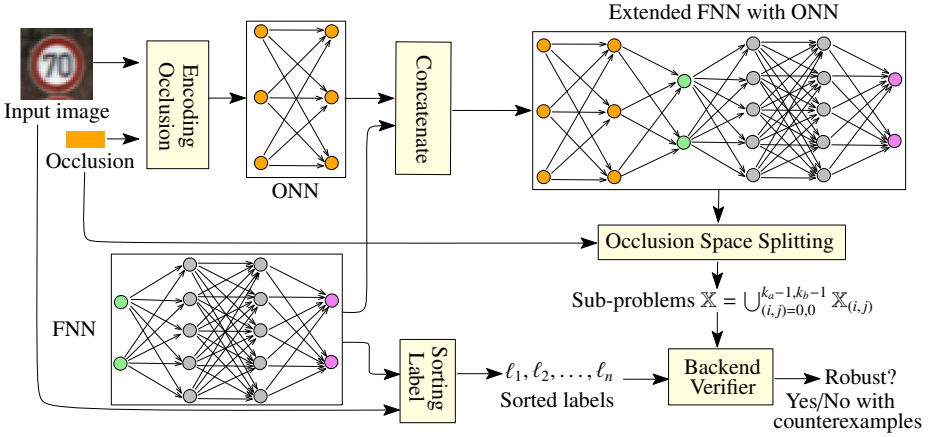 Extended FNN with ONN
70
Input image
Encoding
Occlusion
Occlusion
ONN
Concatenate
Occlusion Space Splitting
Sub-problems 𝕏 = ⋃_{(i,j)=0,0}^{k_a−1,k_b−1} 𝕏_{(i,j)}
FNN
Sorting
Label
ℓ₁, ℓ₂, . . . , ℓₙ
Sorted labels
Backend
Verifier
Robust?
Yes/No with
counterexamples